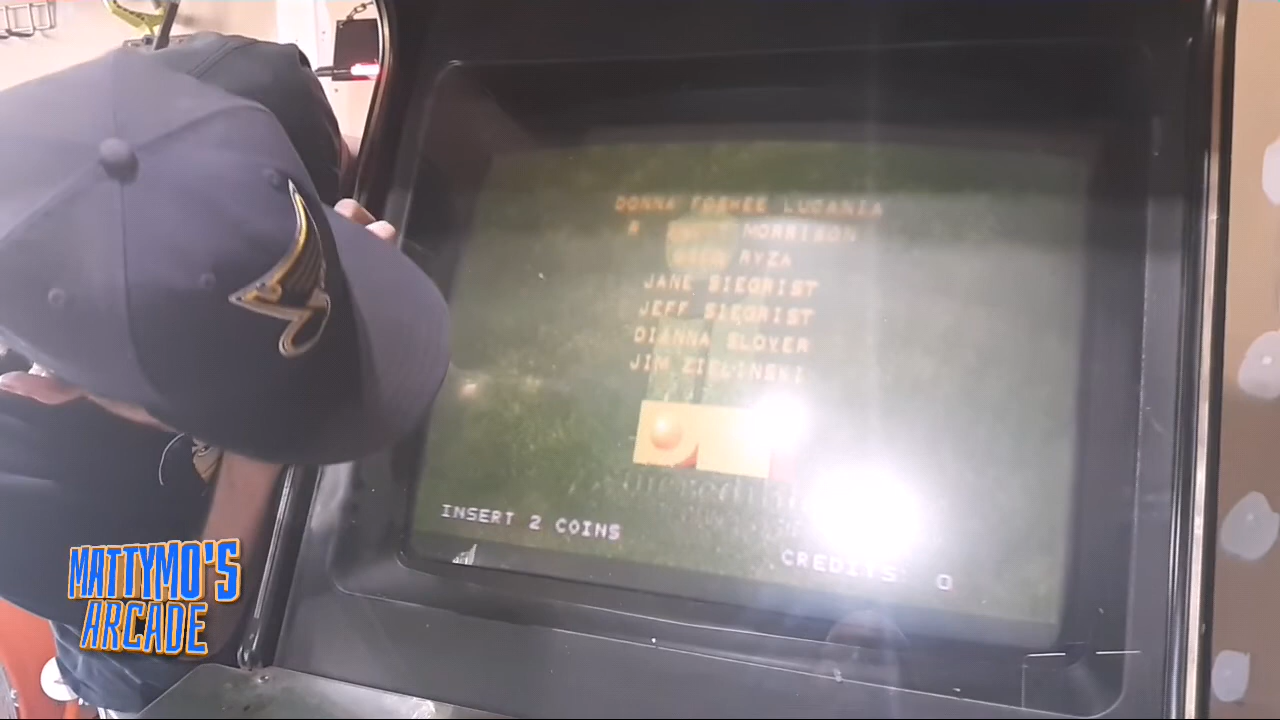 DONNA FOSHEE LUCANIA
R MORRISON
RYZA
JANE SIEGRIST
JEFF SIEGRIST
DIANNA SLOVER
JIM ZIELINSKI
INSERT 2 COINS
CREDITS: 0
MATTYMO'S
ARCADE